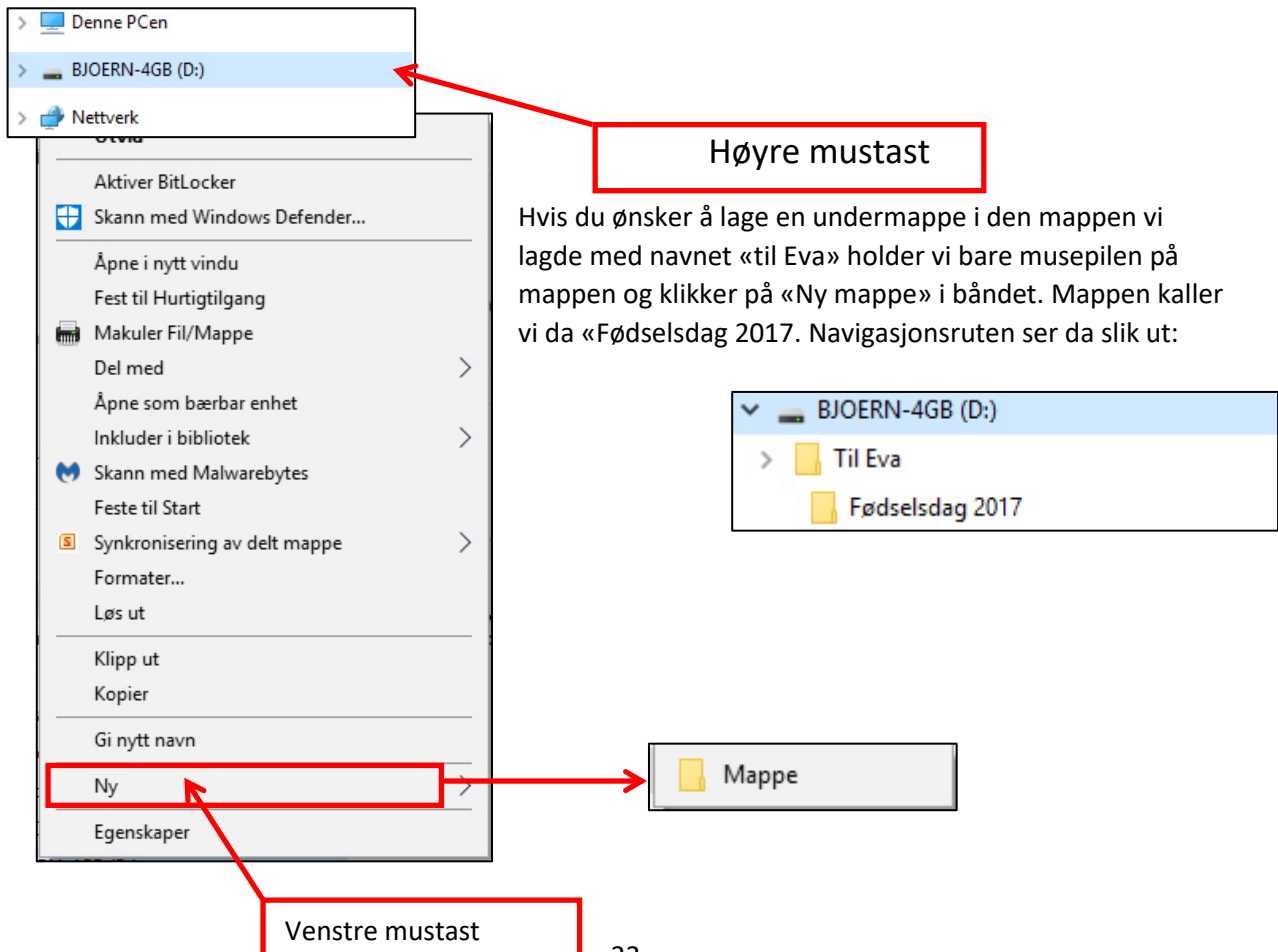 Denne PCen
BJOERN-4GB (D:)
Nettverk
Høyre mustast
Aktiver BitLocker
Skann med Windows Defender...
Åpne i nytt vindu
Fest til Hurtigtilgang
Makuler Fil/Mappe
Del med
Åpne som bærbar enhet
Inkluder i bibliotek
Skann med Malwarebytes
Feste til Start
Synkronisering av delt mappe
Formater...
Løs ut
Klipp ut
Kopier
Gi nytt navn
Ny
Egenskaper
Hvis du ønsker å lage en undermappe i den mappen vi
lagde med navnet «til Eva» holder vi bare musepilen på
mappen og klikker på «Ny mappe» i båndet. Mappen kaller
vi da «Fødselsdag 2017. Navigasjonsruten ser da slik ut:
BJOERN-4GB (D:)
Til Eva
Fødselsdag 2017
Mappe
Venstre mustast